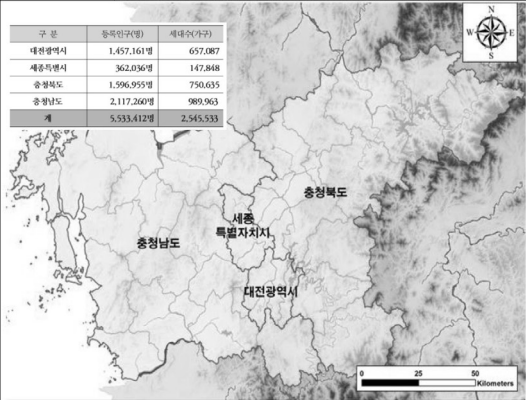 구 분 등록인구(명) 세대수(가구)
대전광역시 1,457,161명 657,087
세종특별시 362,036명 147,848
충청북도 1,596,955명 750,635
충청남도 2,117,260명 989,963
계 5,533,412명 2,545,533
N
W E
S
충청북도
세종
특별자치시
충청남도
대전광역시
0 25 50
Kilometers